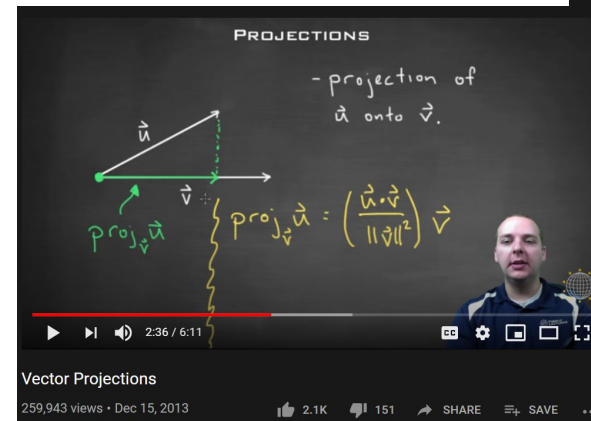 PROJECTIONS
- projection of
u⃗ onto v⃗.
u⃗
v⃗
proj_v⃗ u⃗
proj_v⃗ u⃗ = (u⃗·v⃗ / ||v⃗||²) v⃗
2:36 / 6:11
CC
Vector Projections
259,943 views • Dec 15, 2013
2.1K 151 SHARE SAVE